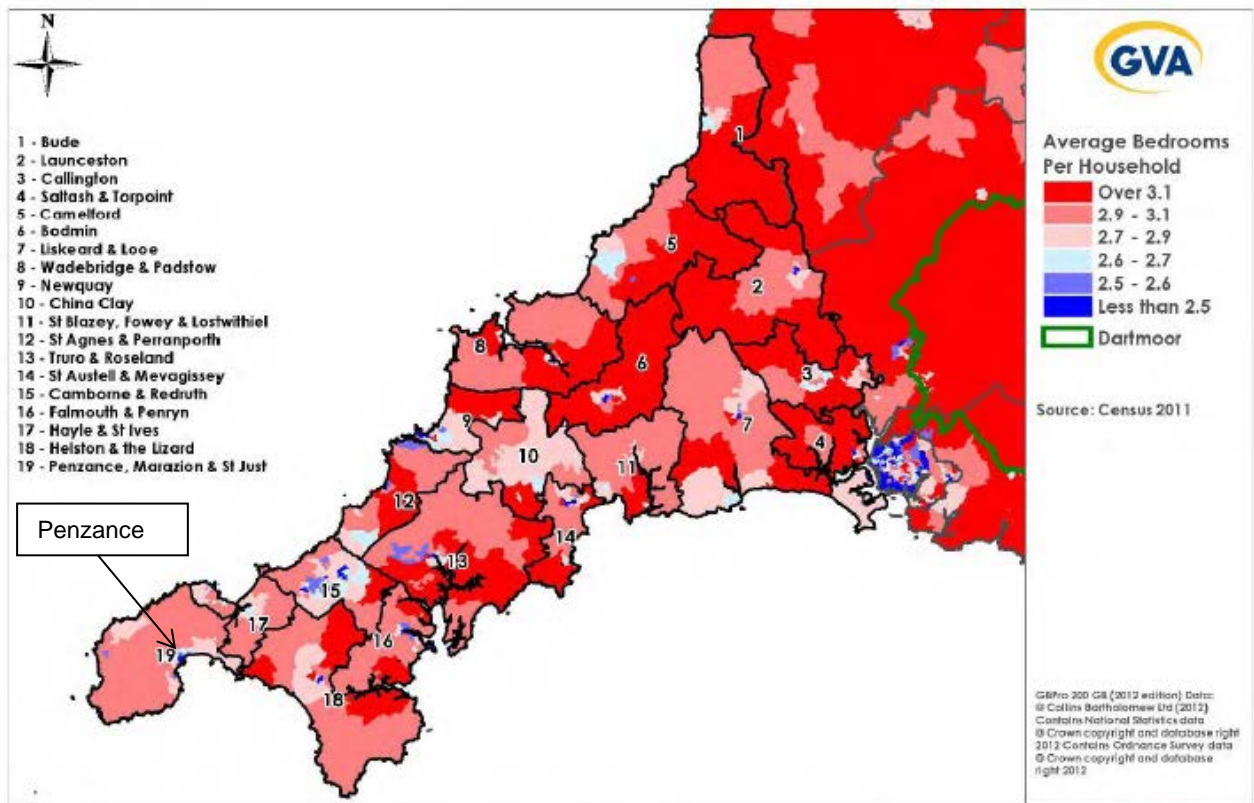 N
1 - Bude
2 - Launceston
3 - Callington
4 - Saltash & Torpoint
5 - Camelford
6 - Bodmin
7 - Liskeard & Looe
8 - Wadebridge & Padstow
9 - Newquay
10 - China Clay
11 - St Blazey, Fowey & Lostwithiel
12 - St Agnes & Perranporth
13 - Truro & Roseland
14 - St Austell & Mevagissey
15 - Camborne & Redruth
16 - Falmouth & Penryn
17 - Hayle & St Ives
18 - Helston & the Lizard
19 - Penzance, Marazion & St Just
Penzance
1
5
2
8
6
3
9
7
4
10
11
12
14
13
15
17
16
19
18
GVA
Average Bedrooms
Per Household
Over 3.1
2.9 - 3.1
2.7 - 2.9
2.6 - 2.7
2.5 - 2.6
Less than 2.5
Dartmoor
Source: Census 2011
GBPro 200 GB (2012 edition) Data:
© Collins Bartholomew Ltd (2012)
Contains National Statistics data
© Crown copyright and database right
2012 Contains Ordnance Survey data
© Crown copyright and database
right 2012